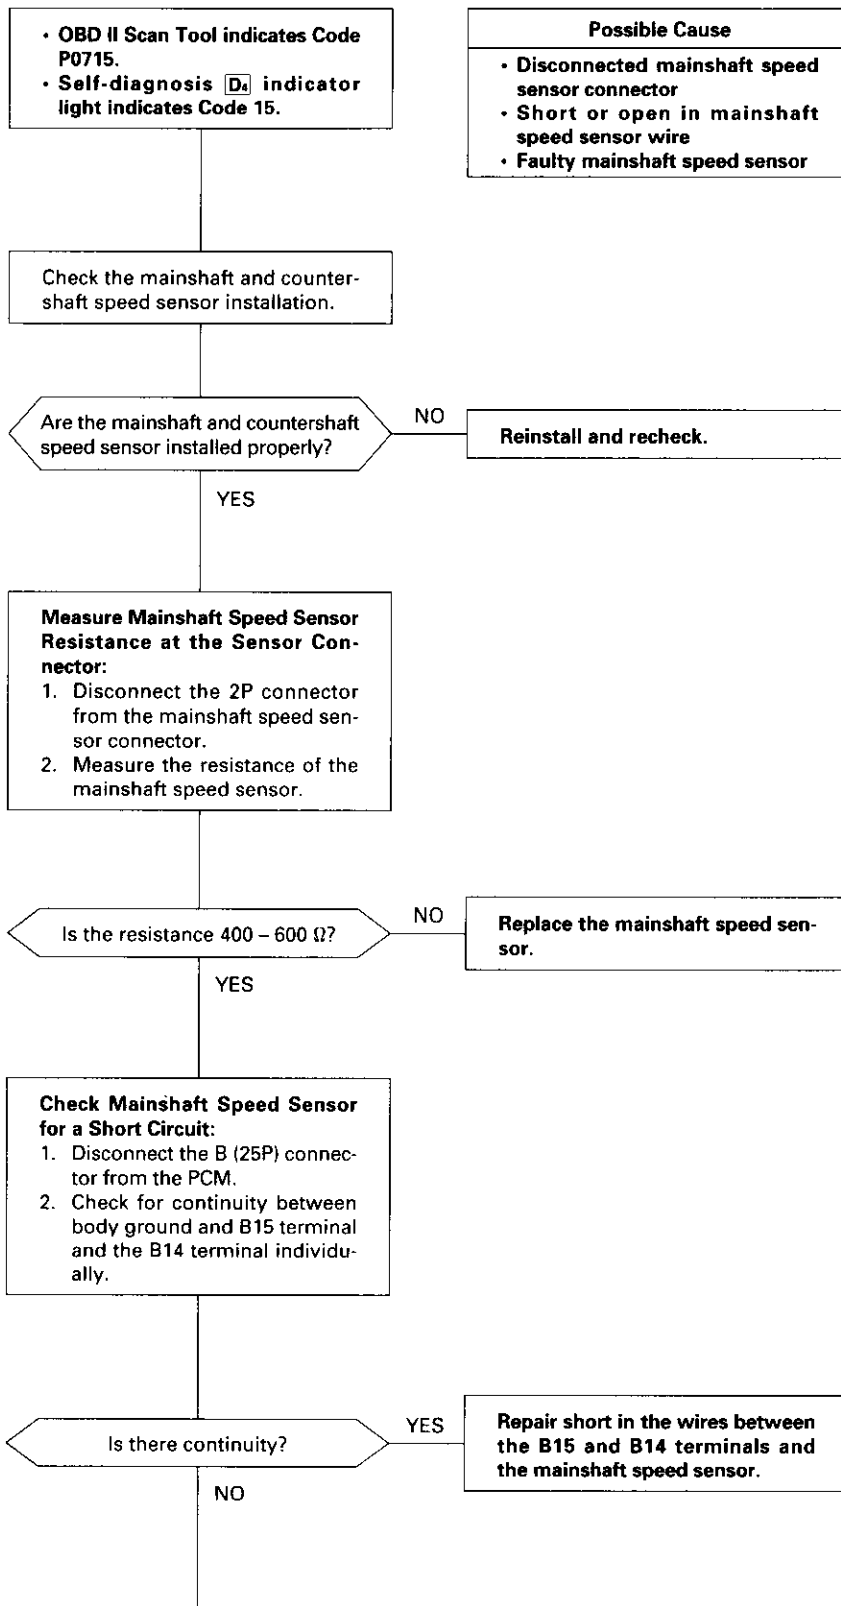 • OBD II Scan Tool indicates Code
P0715.
• Self-diagnosis D4 indicator
light indicates Code 15.
Possible Cause
• Disconnected mainshaft speed
sensor connector
• Short or open in mainshaft
speed sensor wire
• Faulty mainshaft speed sensor
Check the mainshaft and counter-
shaft speed sensor installation.
Are the mainshaft and countershaft
speed sensor installed properly?
NO
Reinstall and recheck.
YES
Measure Mainshaft Speed Sensor
Resistance at the Sensor Con-
nector:
1. Disconnect the 2P connector
from the mainshaft speed sen-
sor connector.
2. Measure the resistance of the
mainshaft speed sensor.
Is the resistance 400 – 600 Ω?
NO
Replace the mainshaft speed sen-
sor.
YES
Check Mainshaft Speed Sensor
for a Short Circuit:
1. Disconnect the B (25P) connec-
tor from the PCM.
2. Check for continuity between
body ground and B15 terminal
and the B14 terminal individu-
ally.
Is there continuity?
YES
Repair short in the wires between
the B15 and B14 terminals and
the mainshaft speed sensor.
NO